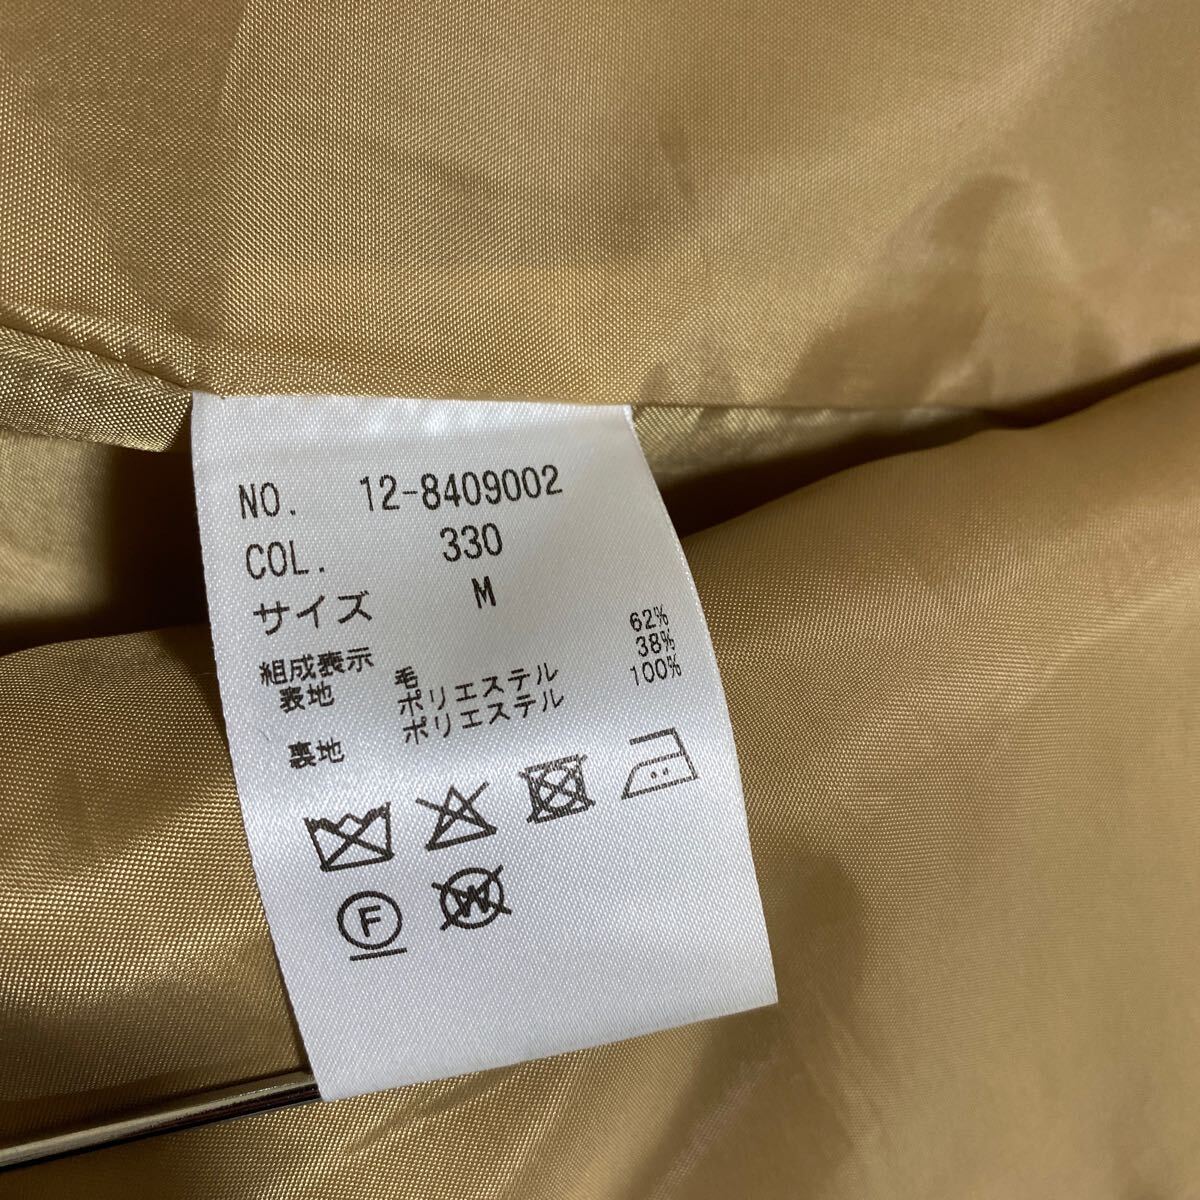 NO. 12-8409002
COL. 330
サイズ M
組成表示
表地 毛 62%
ポリエステル 38%
裏地 ポリエステル 100%
F W